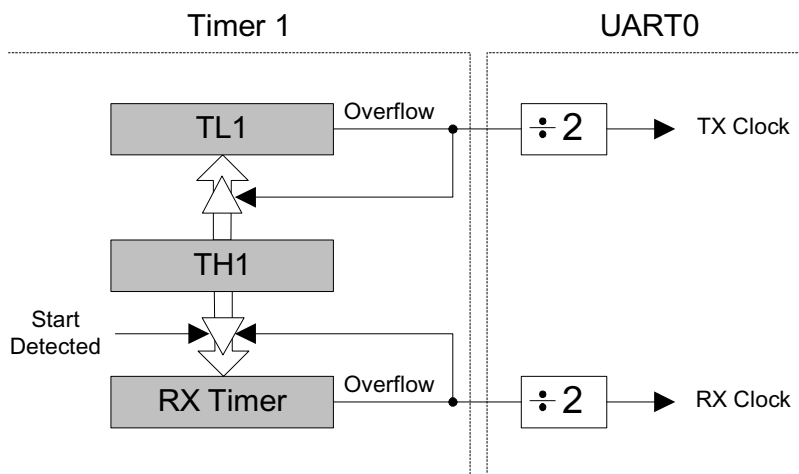 Timer 1
UART0
TL1
Overflow
÷ 2
TX Clock
TH1
Start
Detected
RX Timer
Overflow
÷ 2
RX Clock